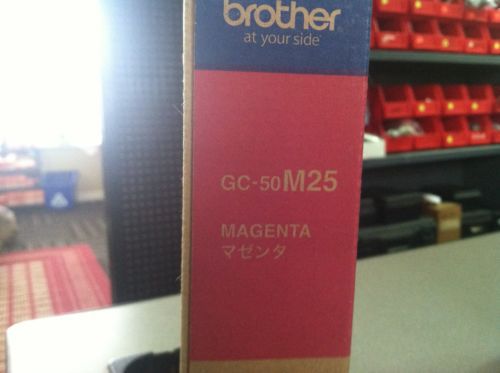 brother
at your side
GC-50M25
MAGENTA
マゼンタ